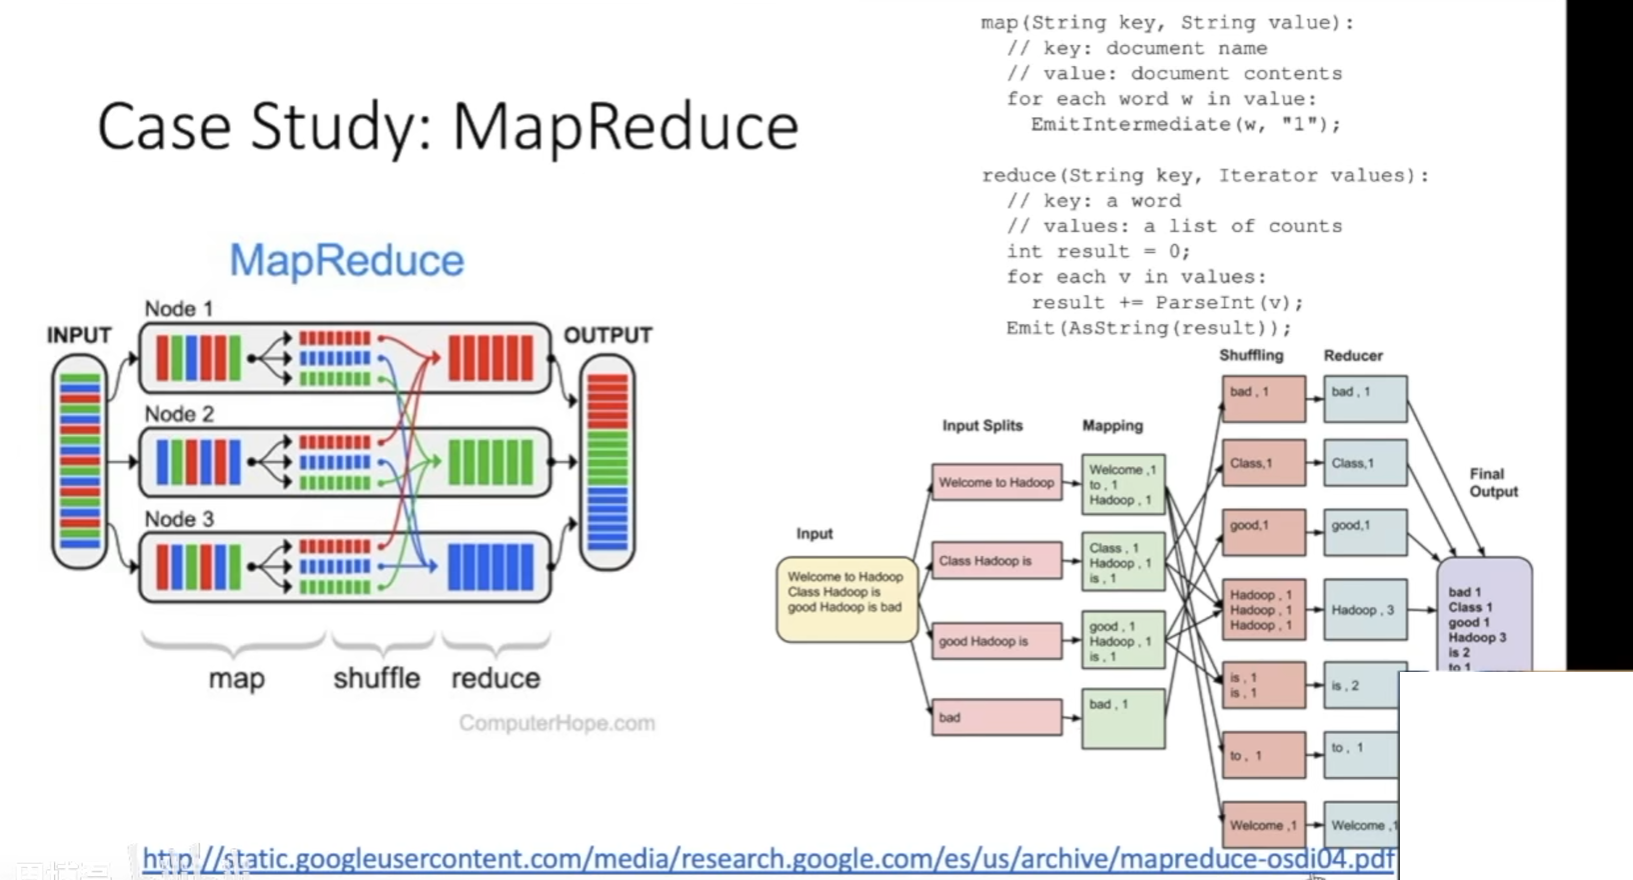 Case Study: MapReduce
map(String key, String value):
// key: document name
// value: document contents
for each word w in value:
EmitIntermediate(w, "1");
reduce(String key, Iterator values):
// key: a word
// values: a list of counts
int result = 0;
for each v in values:
result += ParseInt(v);
Emit(AsString(result));
MapReduce
INPUT
Node 1
Node 2
Node 3
OUTPUT
map
shuffle
reduce
ComputerHope.com
Input
Welcome to Hadoop
Class Hadoop is
good Hadoop is bad
Input Splits
Welcome to Hadoop
Class Hadoop is
good Hadoop is
bad
Mapping
Welcome ,1
to , 1
Hadoop , 1
Class , 1
Hadoop , 1
is , 1
good , 1
Hadoop , 1
is , 1
bad , 1
Shuffling
bad , 1
Class,1
good,1
Hadoop , 1
Hadoop , 1
Hadoop , 1
is , 1
is , 1
to , 1
Welcome ,1
Reducer
bad , 1
Class,1
good,1
Hadoop , 3
is , 2
to , 1
Welcome ,1
Final
Output
bad 1
Class 1
good 1
Hadoop 3
is 2
to 1
http://static.googleusercontent.com/media/research.google.com/es/us/archive/mapreduce-osdi04.pdf